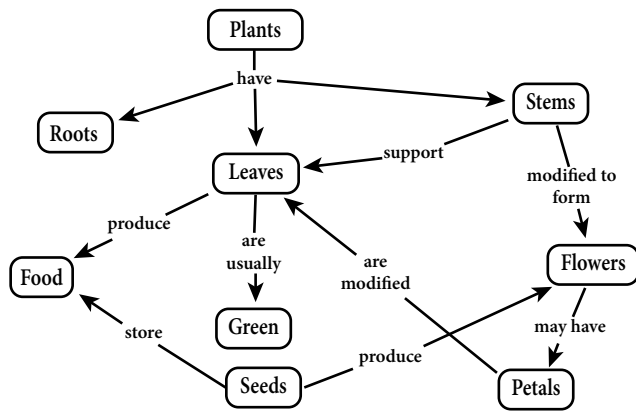 Plants
have
Roots
Stems
support
Leaves
modified to
form
produce
are
usually
are
modified
Food
Flowers
Green
store
produce
may have
Seeds
Petals